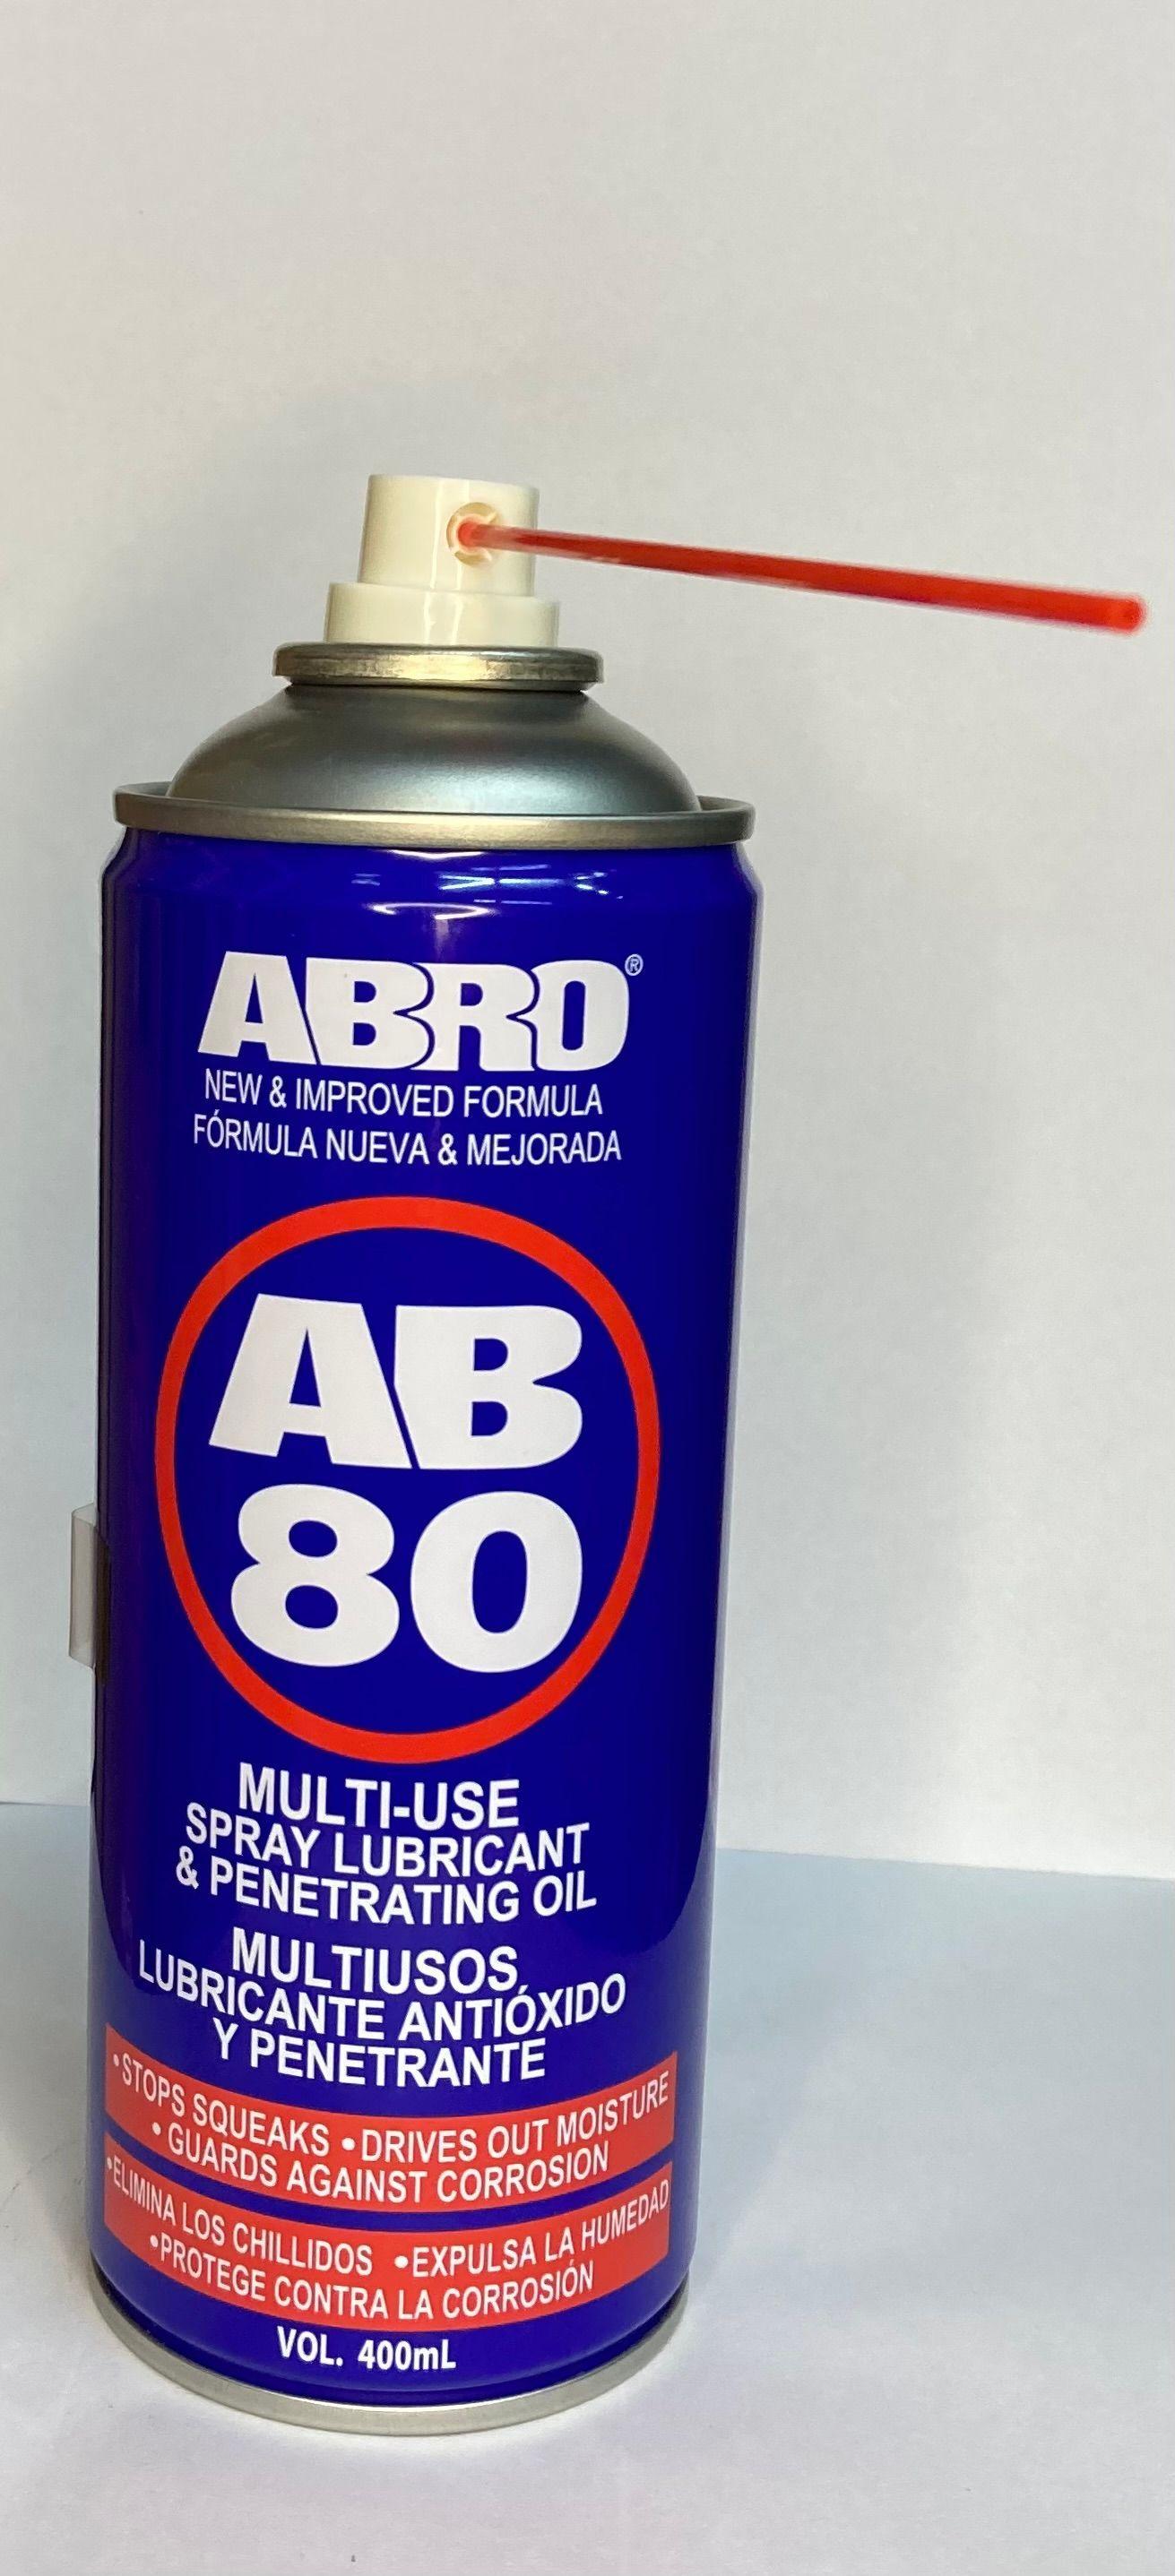 ABRO®
NEW & IMPROVED FORMULA
FÓRMULA NUEVA & MEJORADA
AB
80
MULTI-USE
SPRAY LUBRICANT
& PENETRATING OIL
MULTIUSOS
LUBRICANTE ANTIÓXIDO
Y PENETRANTE
•STOPS SQUEAKS •DRIVES OUT MOISTURE
• GUARDS AGAINST CORROSION
•ELIMINA LOS CHILLIDOS •EXPULSA LA HUMEDAD
•PROTEGE CONTRA LA CORROSIÓN
VOL. 400mL